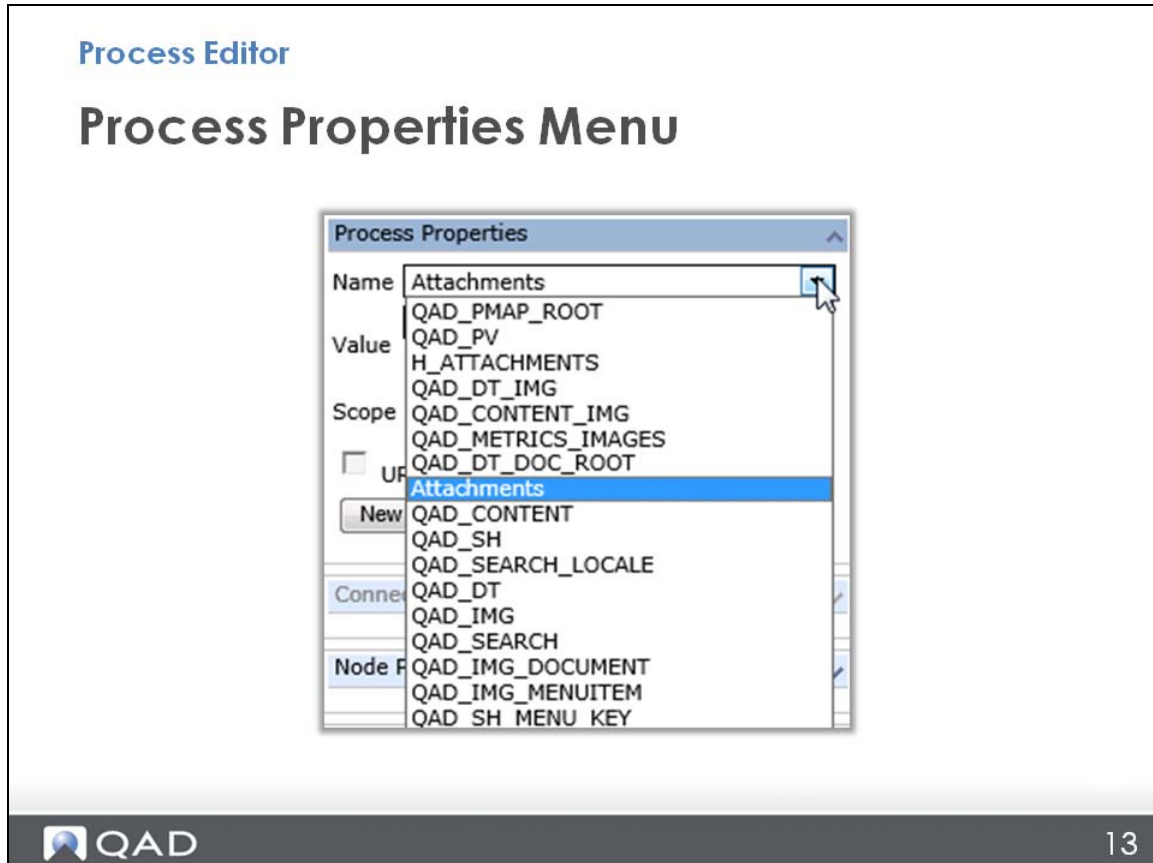 Process Editor
Process Properties Menu
Process Properties
Name Attachments
QAD_PMAP_ROOT
QAD_PV
Value
H_ATTACHMENTS
QAD_DT_IMG
Scope QAD_CONTENT_IMG
QAD_METRICS_IMAGES
QAD_DT_DOC_ROOT
Attachments
New QAD_CONTENT
QAD_SH
QAD_SEARCH_LOCALE
QAD_DT
QAD_IMG
QAD_SEARCH
Node QAD_IMG_DOCUMENT
QAD_IMG_MENUITEM
QAD_SH_MENU_KEY
QAD 13